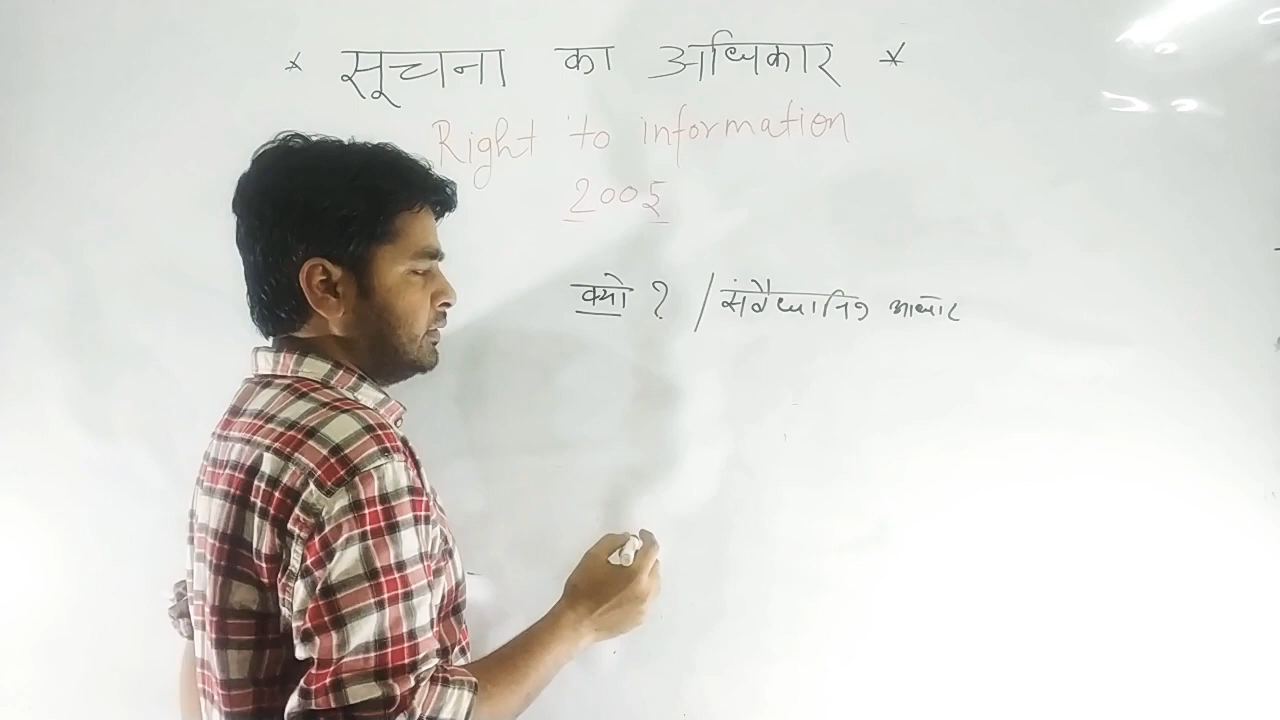 * सूचना का अधिकार *
Right to information
2005
क्यो ? / संवैधानिक आधार